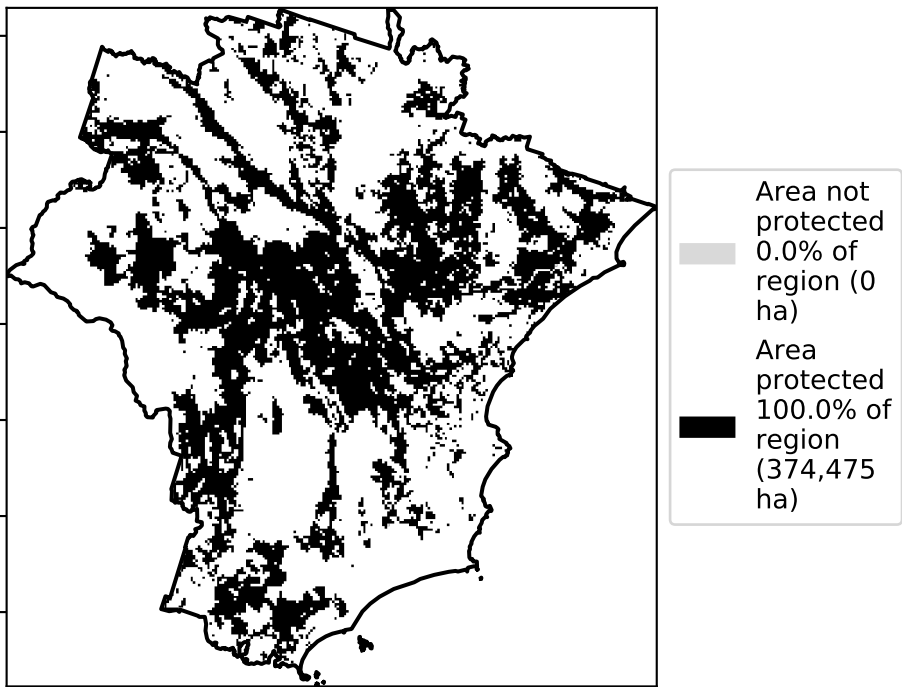 Area not
protected
0.0% of
region (0
ha)
Area
protected
100.0% of
region
(374,475
ha)